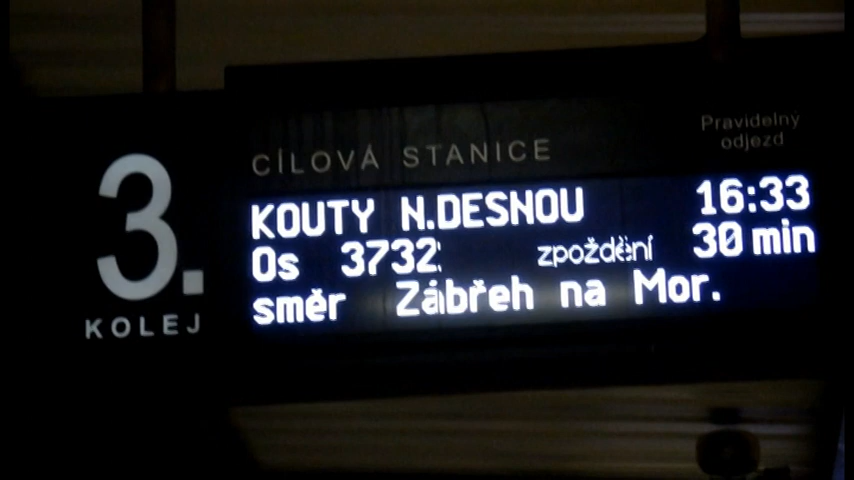 3.
KOLEJ
CÍLOVÁ STANICE
Pravidelný
odjezd
KOUTY N.DESNOU 16:33
Os 3732 zpoždění 30 min
směr Zábřeh na Mor.